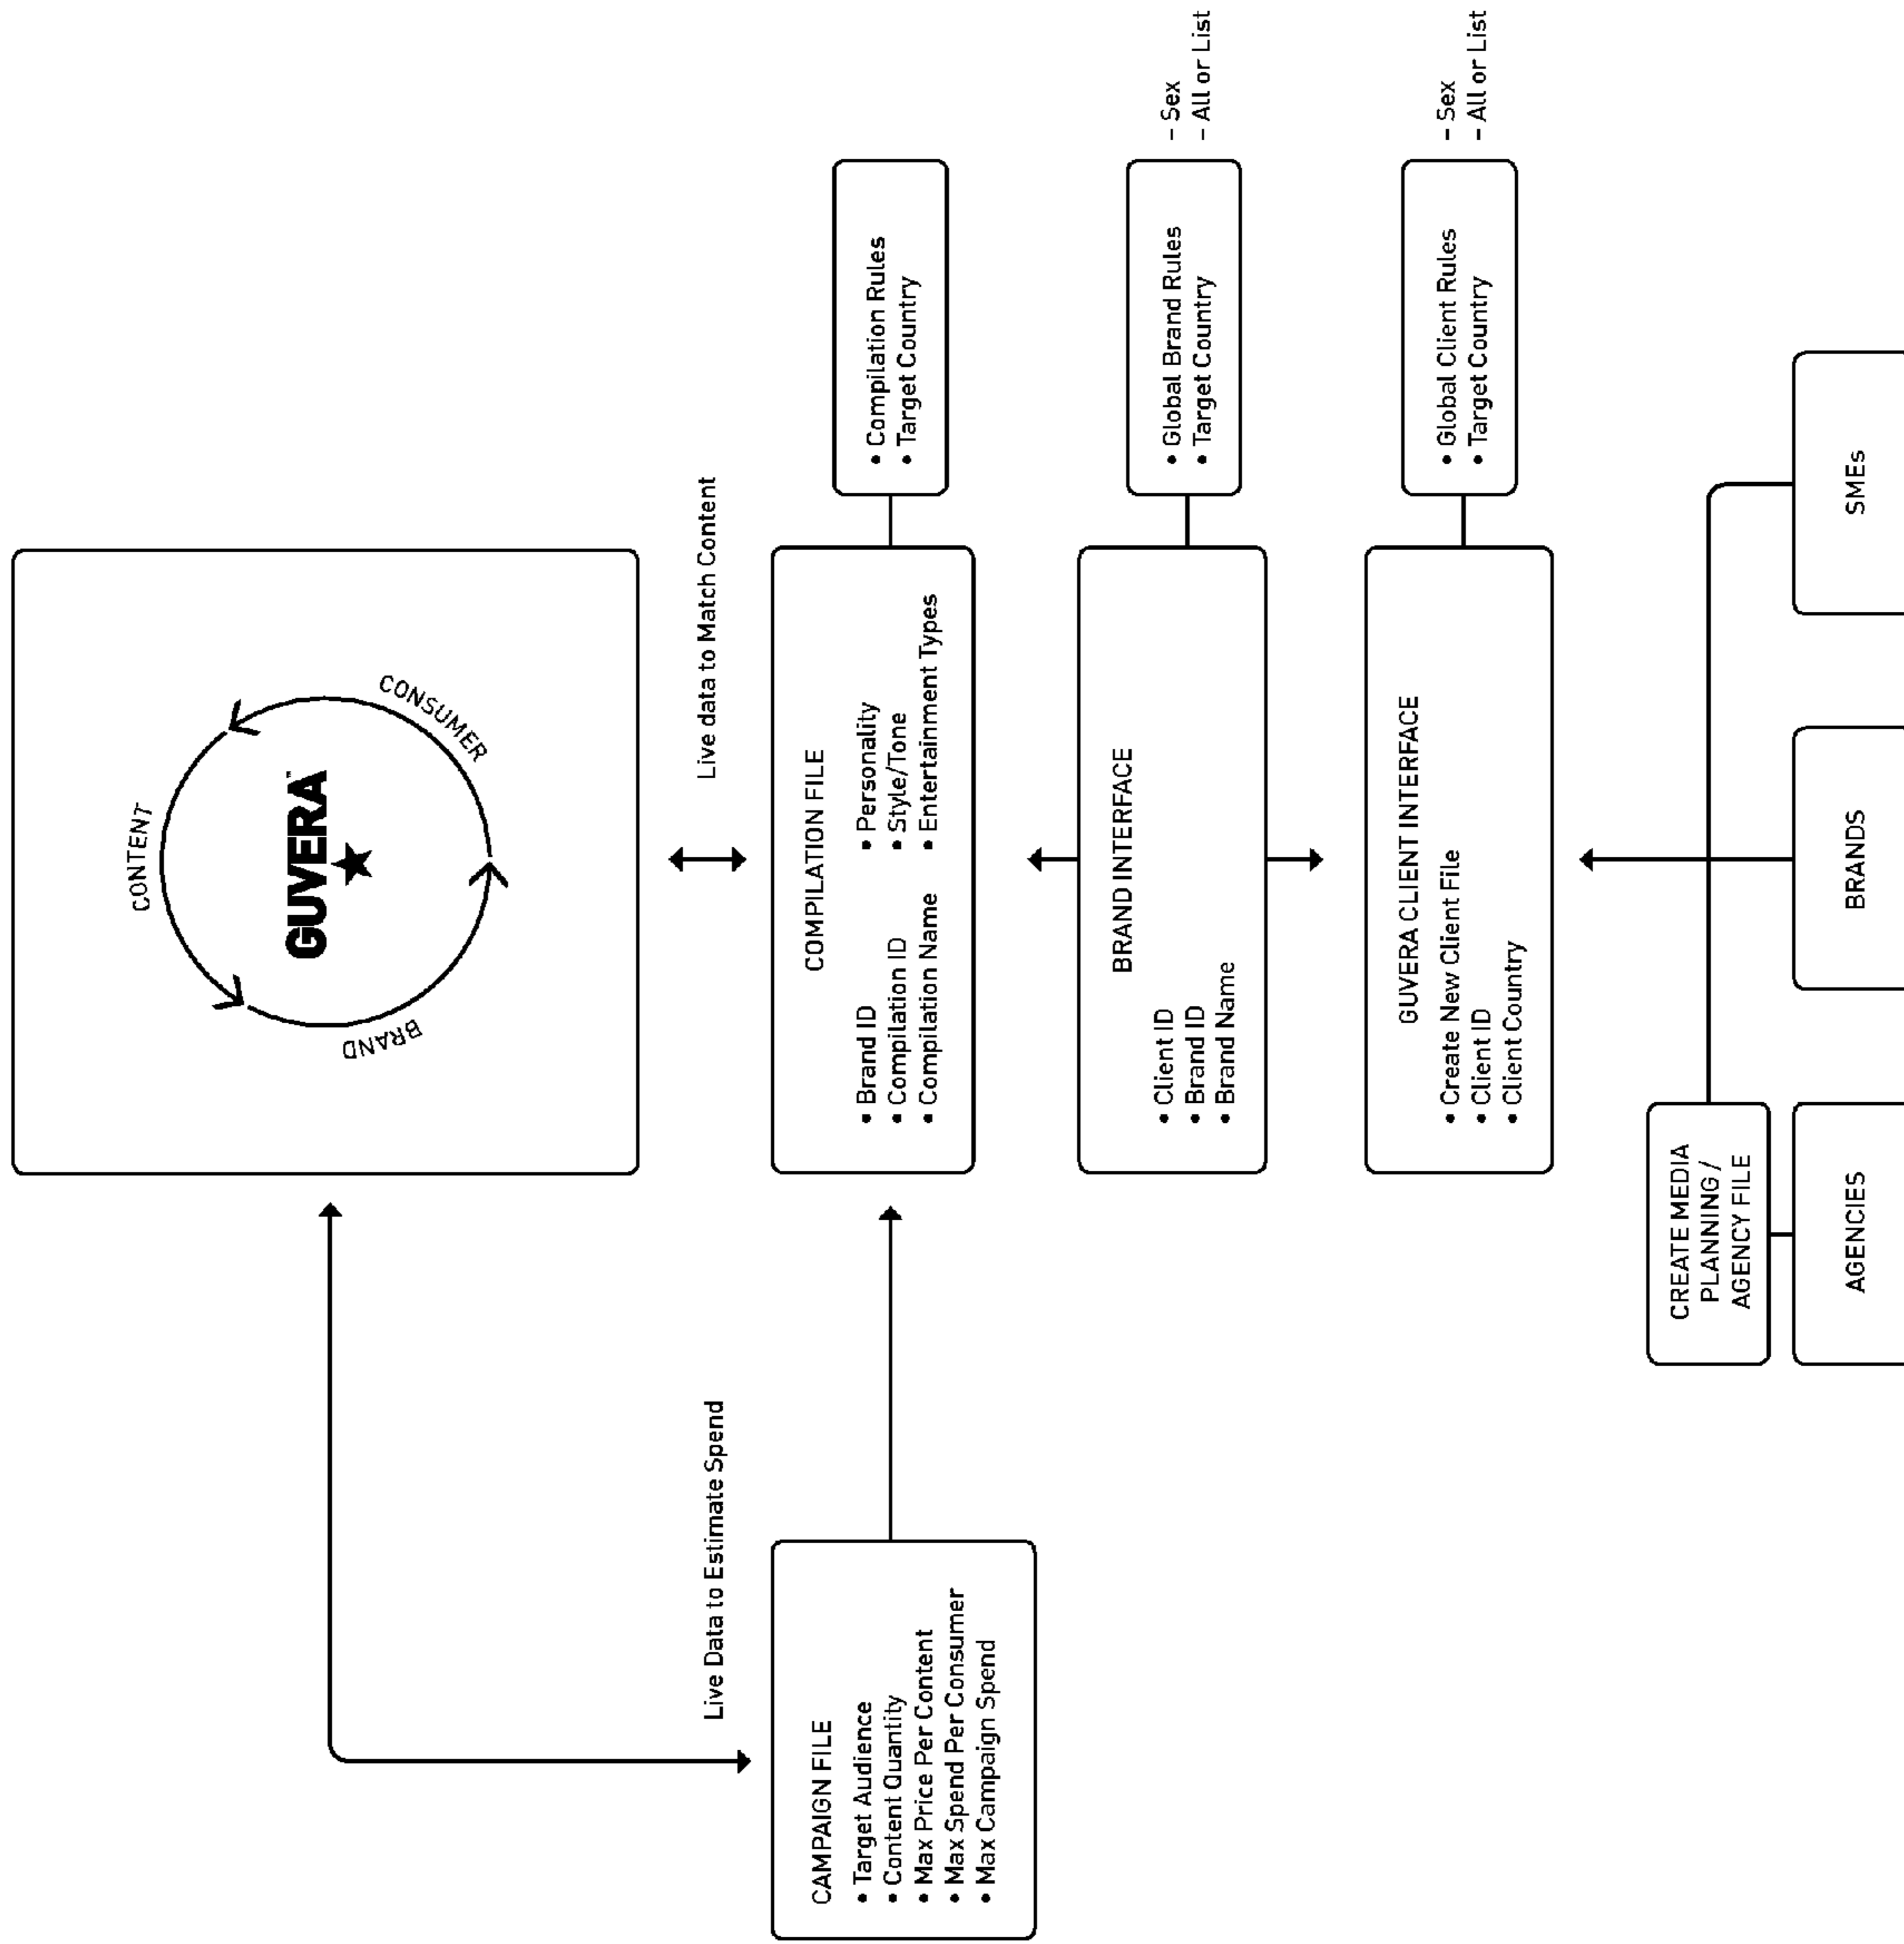 CONTENT
CONSUMER
BRAND
GUVERA™
Live Data to Estimate Spend
Live data to Match Content
CAMPAIGN FILE
• Target Audience
• Content Quantity
• Max Price Per Content
• Max Spend Per Consumer
• Max Campaign Spend
COMPILATION FILE
• Brand ID
• Compilation ID
• Compilation Name
• Personality
• Style/Tone
• Entertainment Types
• Compilation Rules
• Target Country
BRAND INTERFACE
• Client ID
• Brand ID
• Brand Name
• Global Brand Rules
• Target Country
– Sex
– All or List
GUVERA CLIENT INTERFACE
• Create New Client File
• Client ID
• Client Country
• Global Client Rules
• Target Country
– Sex
– All or List
CREATE MEDIA
PLANNING /
AGENCY FILE
AGENCIES
BRANDS
SMEs